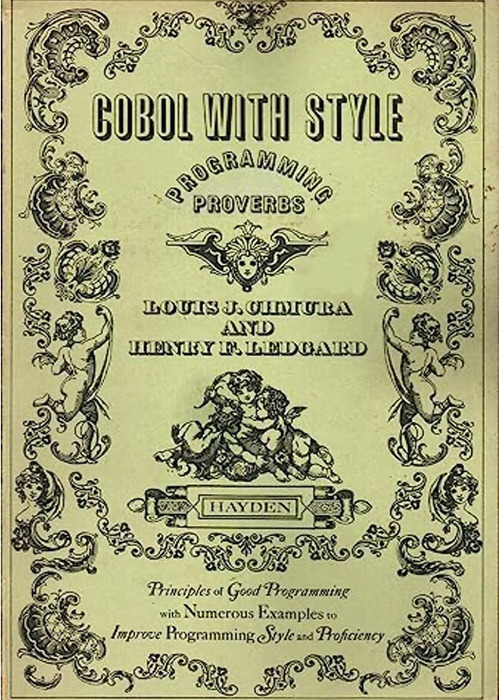 COBOL WITH STYLE
PROGRAMMING
PROVERBS
LOUIS J. CHMURA
AND
HENRY F. LEDGARD
HAYDEN
Principles of Good Programming
with Numerous Examples to
Improve Programming Style and Proficiency